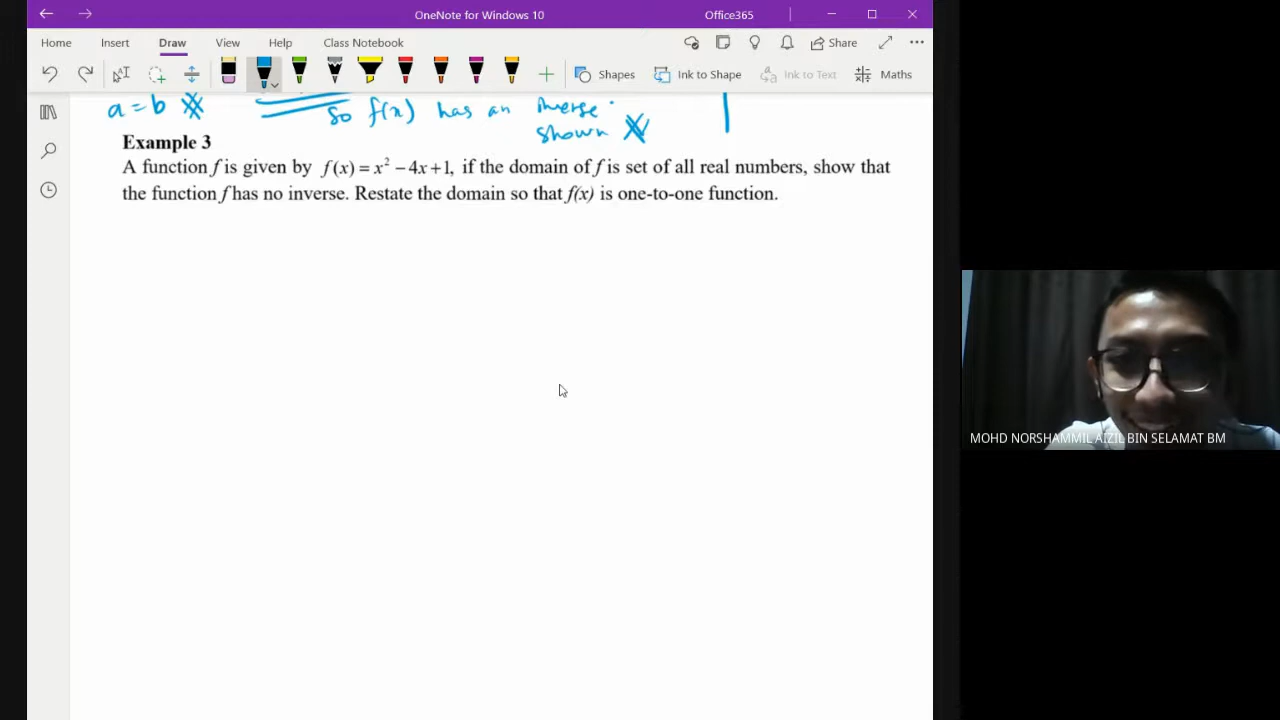 OneNote for Windows 10
Office365
Home Insert Draw View Help Class Notebook
Share
Shapes Ink to Shape Ink to Text Maths
a = b
so f(x) has an inverse
shown
Example 3
A function f is given by f(x) = x² − 4x + 1, if the domain of f is set of all real numbers, show that
the function f has no inverse. Restate the domain so that f(x) is one-to-one function.
MOHD NORSHAMMIL AIZIL BIN SELAMAT BM